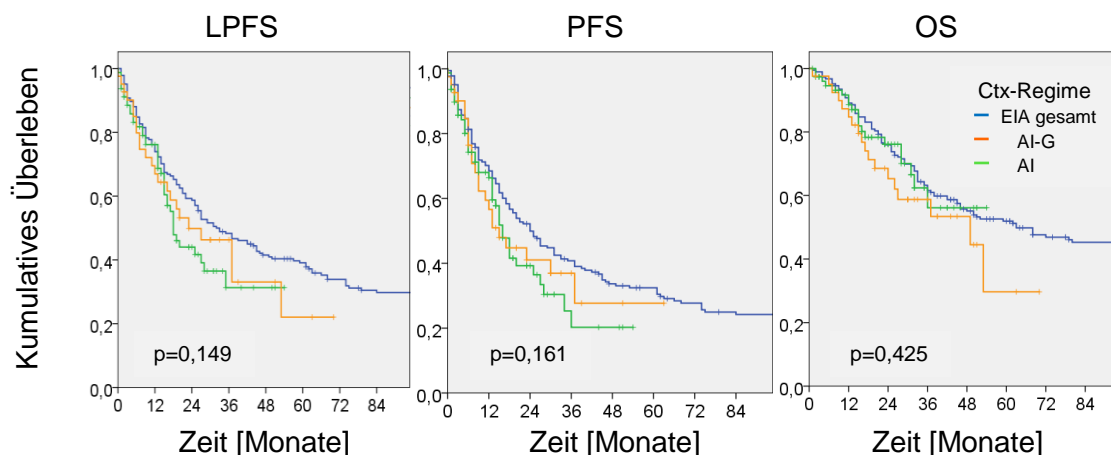 LPFS PFS OS
Kumulatives Überleben
1,0
0,8
0,6
0,4
0,2
0,0
p=0,149
0 12 24 36 48 60 72 84
Zeit [Monate]
1,0
0,8
0,6
0,4
0,2
0,0
p=0,161
0 12 24 36 48 60 72 84
Zeit [Monate]
1,0
0,8
0,6
0,4
0,2
0,0
Ctx-Regime
EIA gesamt
AI-G
AI
p=0,425
0 12 24 36 48 60 72 84
Zeit [Monate]